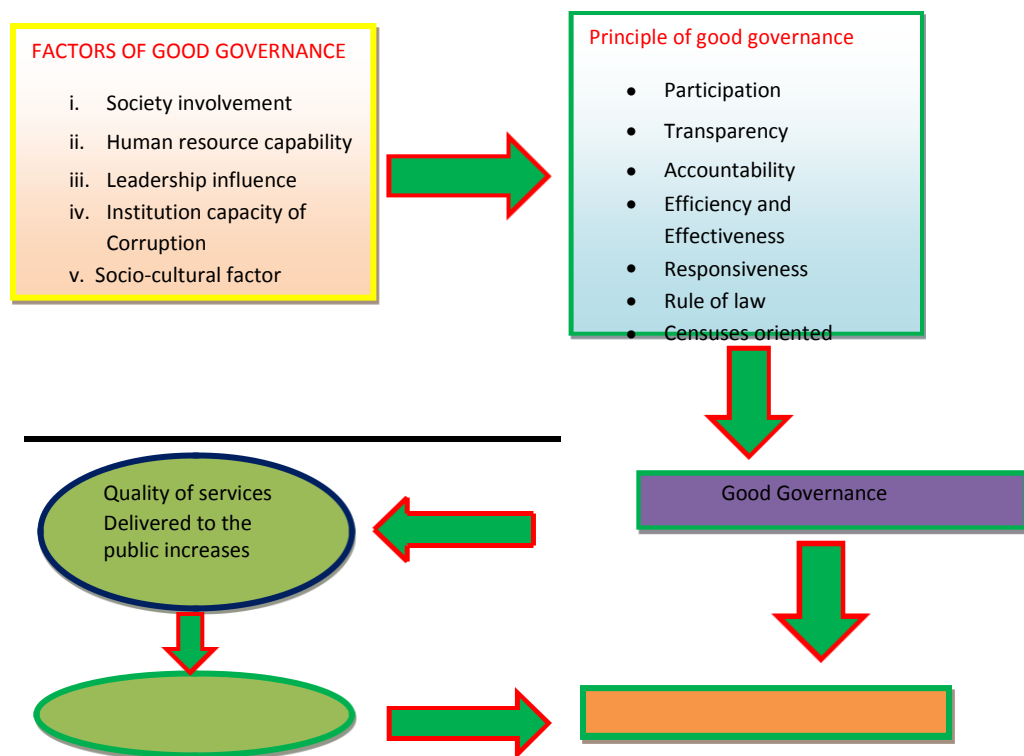 FACTORS OF GOOD GOVERNANCE
i. Society involvement
ii. Human resource capability
iii. Leadership influence
iv. Institution capacity of
Corruption
v. Socio-cultural factor
Principle of good governance
• Participation
• Transparency
• Accountability
• Efficiency and
Effectiveness
• Responsiveness
• Rule of law
• Censuses oriented
Good Governance
Quality of services
Delivered to the
public increases